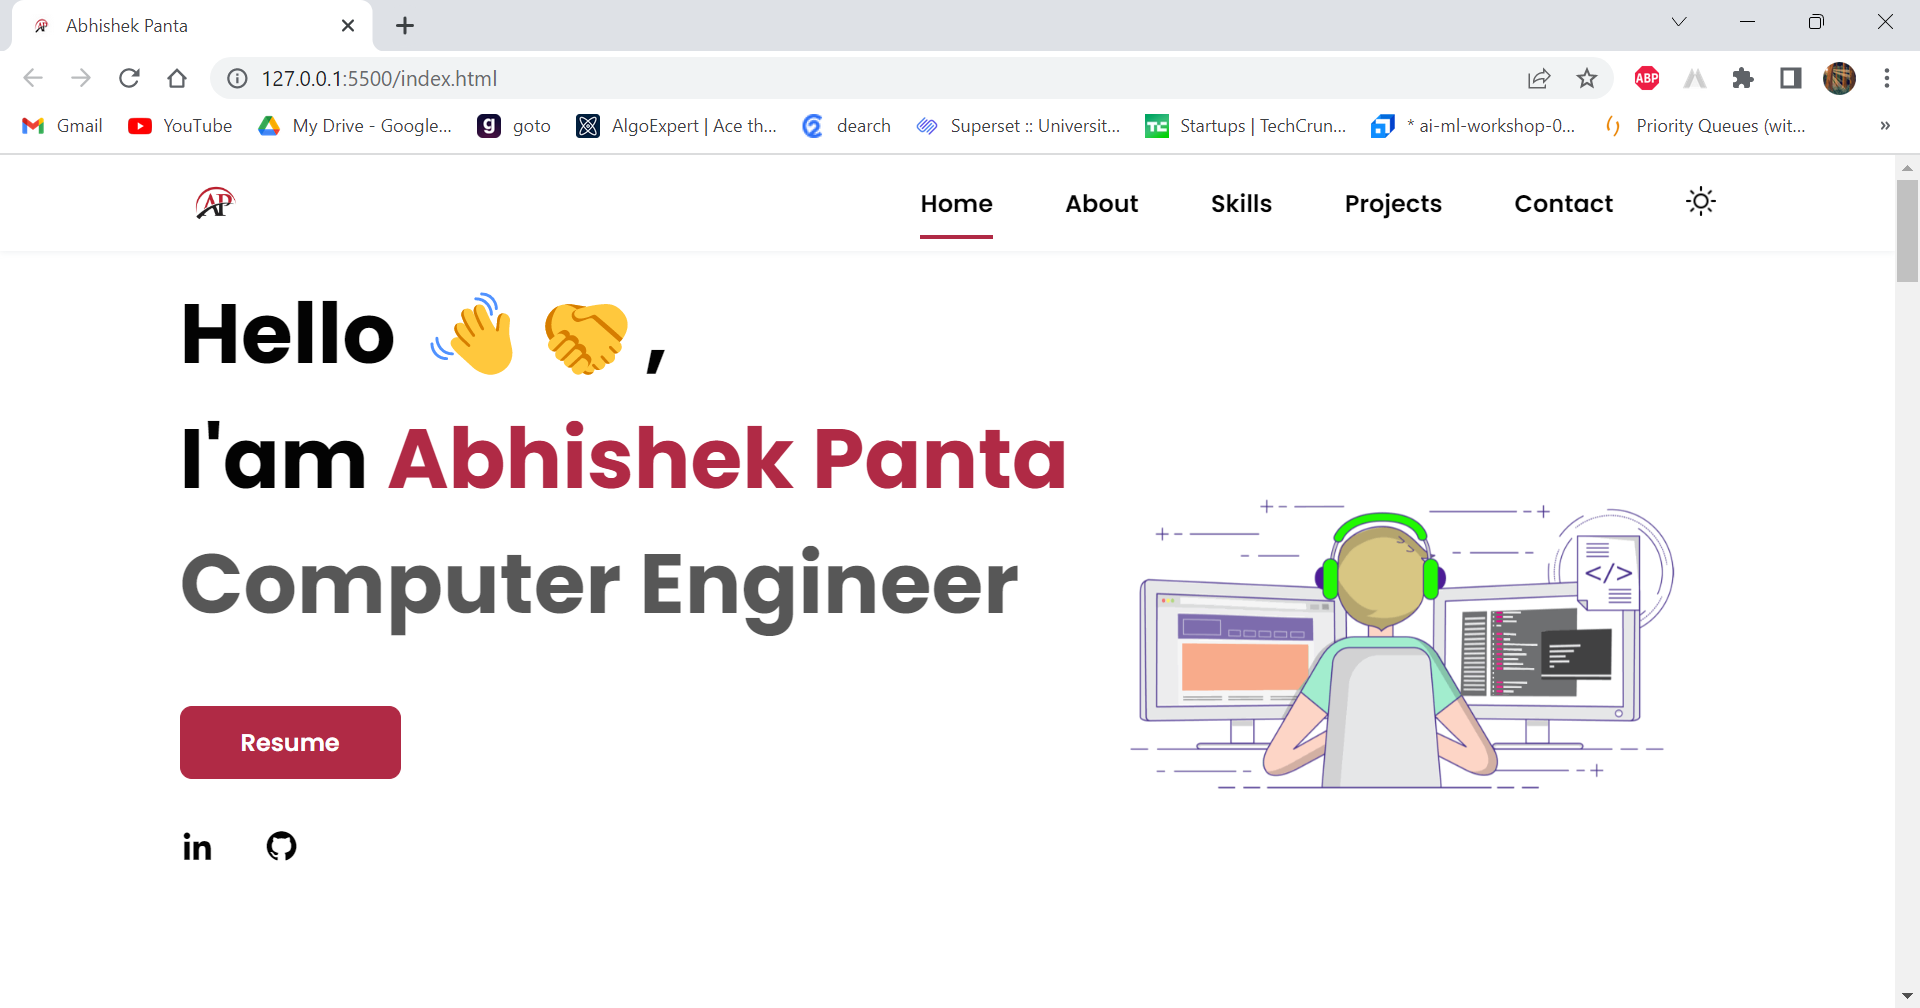 Abhishek Panta
127.0.0.1:5500/index.html
ABP
Gmail YouTube My Drive - Google... g goto AlgoExpert | Ace th... dearch Superset :: Universit... TC Startups | TechCrun... * ai-ml-workshop-0... () Priority Queues (wit... »
AP Home About Skills Projects Contact
Hello 👋 🤝 ,
I'am Abhishek Panta
Computer Engineer
</>
Resume
in